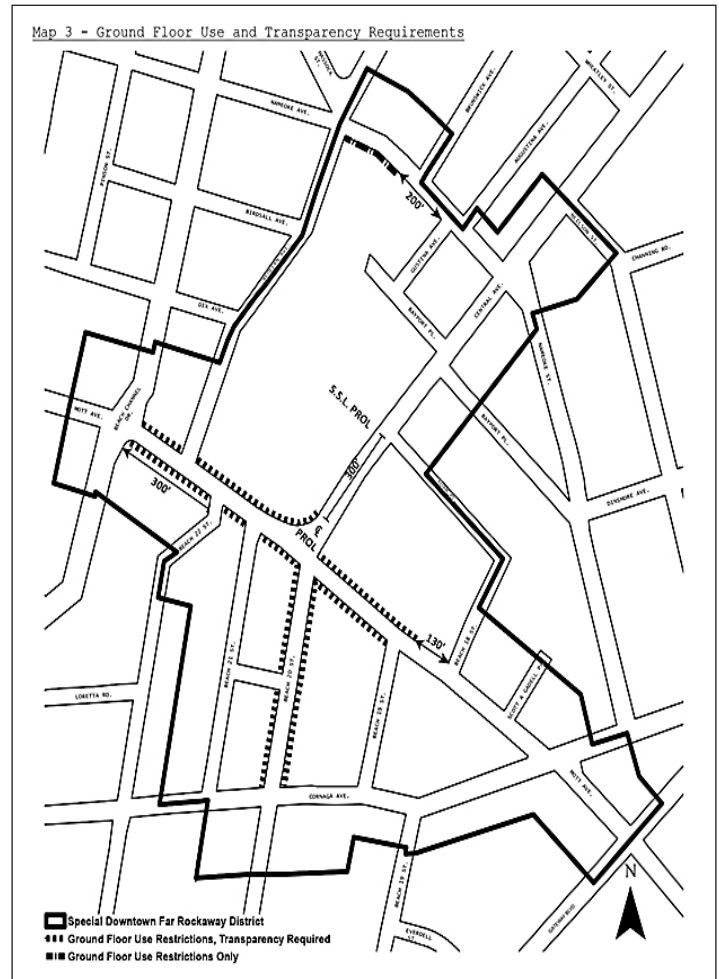 Map 3 - Ground Floor Use and Transparency Requirements
HASSOCK ST.
NAMEOKE AVE.
BRUNSWICK AVE.
WHEATLEY ST.
AUGUSTINA AVE.
PINSON ST.
200'
BIRDSALL AVE.
NEILSON ST.
GUSTINA AVE.
CHANNING RD.
DIX AVE.
BAYPORT PL.
CENTRAL AVE.
NAMEOKE ST.
MOTT AVE.
BEACH CHANNEL DR.
S.S.L. PROL
BAYPORT PL.
300'
300'
DINSMORE AVE.
PROL
BEACH 22 ST.
130'
BEACH 18 ST.
BEACH 21 ST.
BEACH 20 ST.
SCOTT A GADELL PL
LORETTA RD.
BEACH 19 ST.
MOTT AVE.
CORNAGA AVE.
BEACH 19 ST.
GATEWAY BLVD
EVERDELL ST.
N
Special Downtown Far Rockaway District
Ground Floor Use Restrictions, Transparency Required
Ground Floor Use Restrictions Only